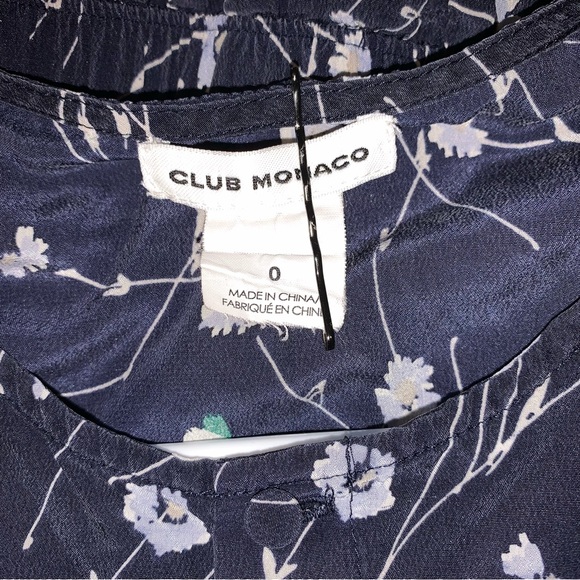 CLUB MONACO
0
MADE IN CHINA/
FABRIQUÉ EN CHINE